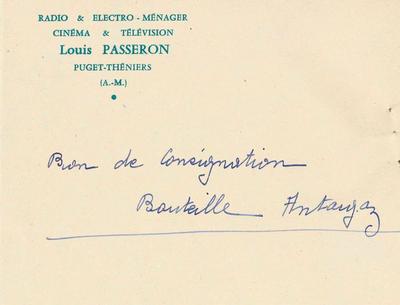 RADIO & ELECTRO-MÉNAGER
CINÉMA & TÉLÉVISION
Louis PASSERON
PUGET-THÉNIERS
(A.-M.)
Bon de Consignation
Bouteille Antargaz